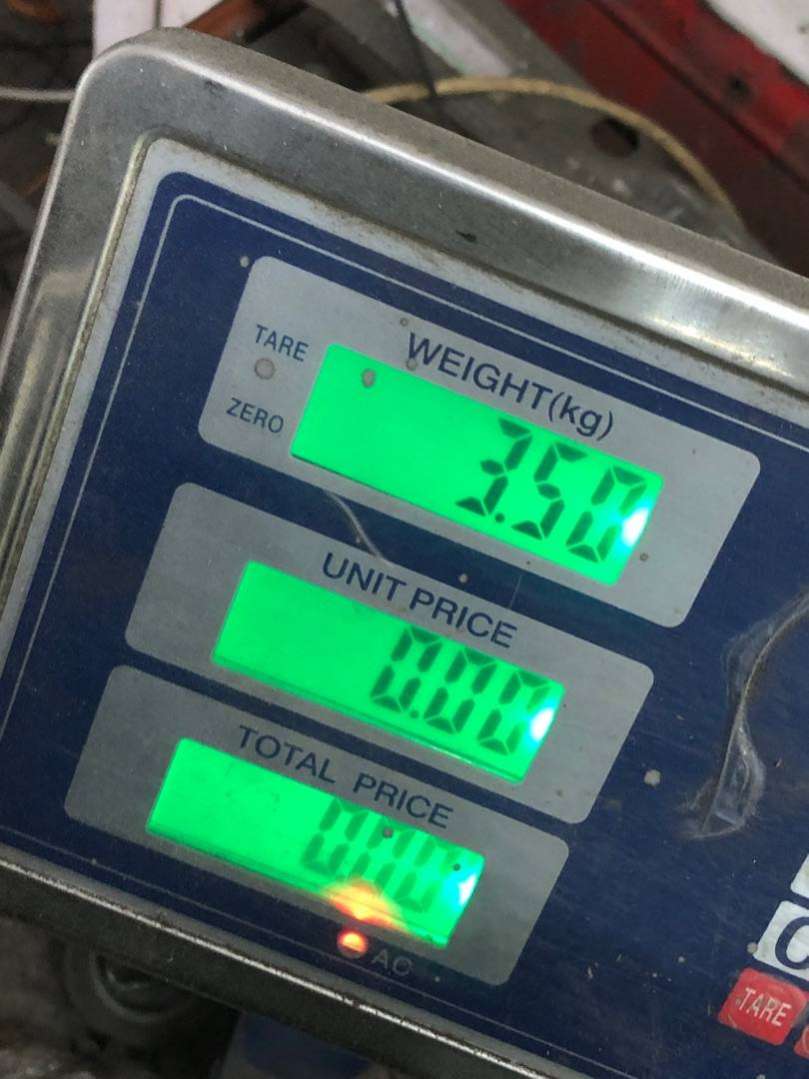 WEIGHT(kg)
TARE
ZERO
3.50
UNIT PRICE
0.00
TOTAL PRICE
0.00
AC
TARE